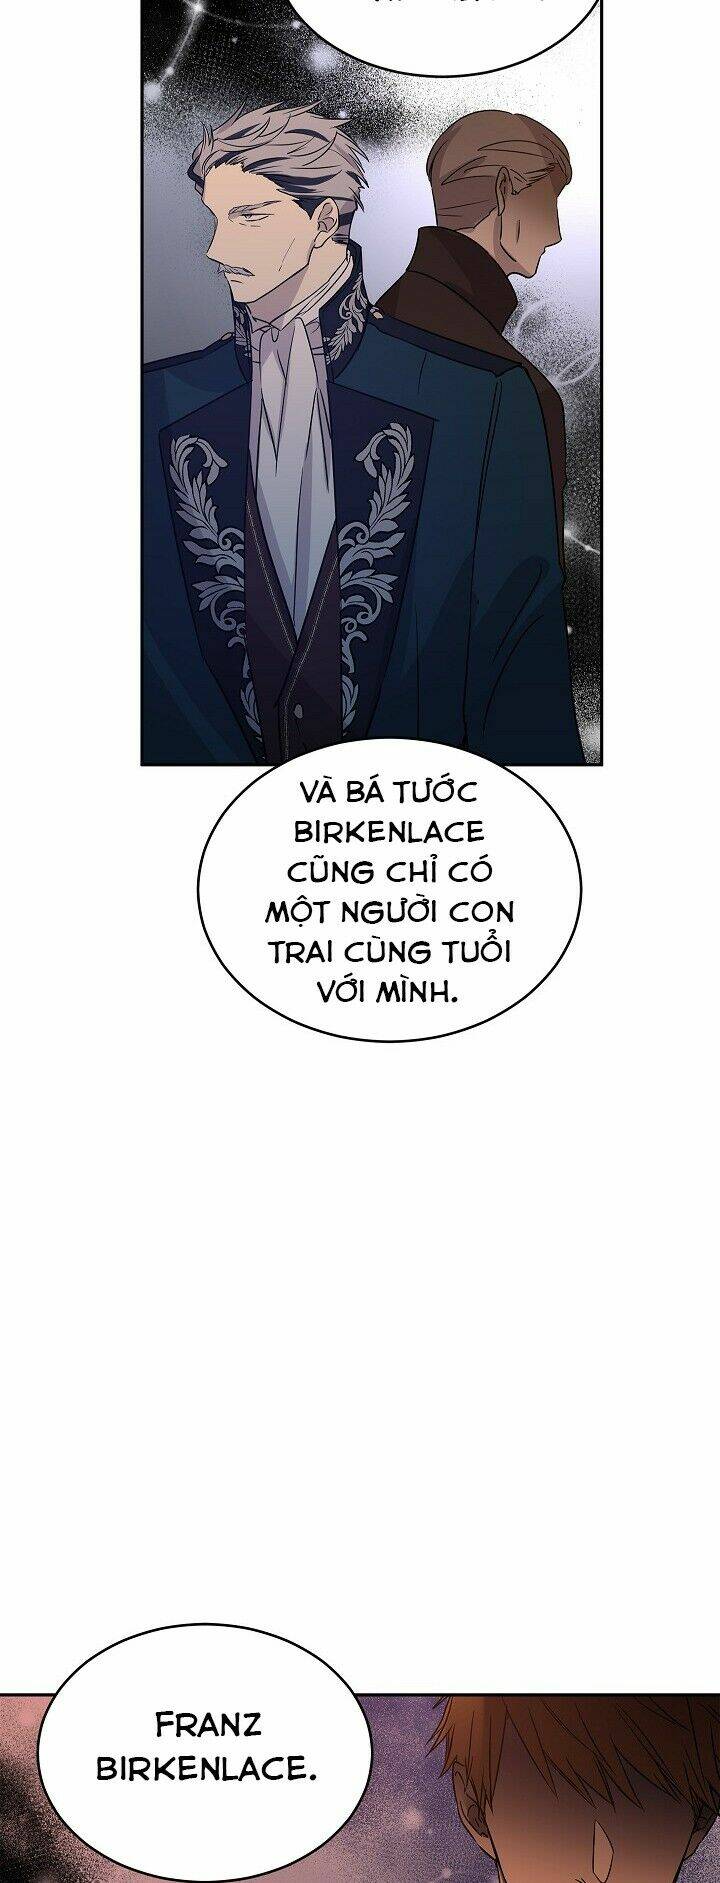 VÀ BÁ TƯỚC
BIRKENLACE
CŨNG CHỈ CÓ
MỘT NGƯỜI CON
TRAI CÙNG TUỔI
VỚI MÌNH.
FRANZ
BIRKENLACE.